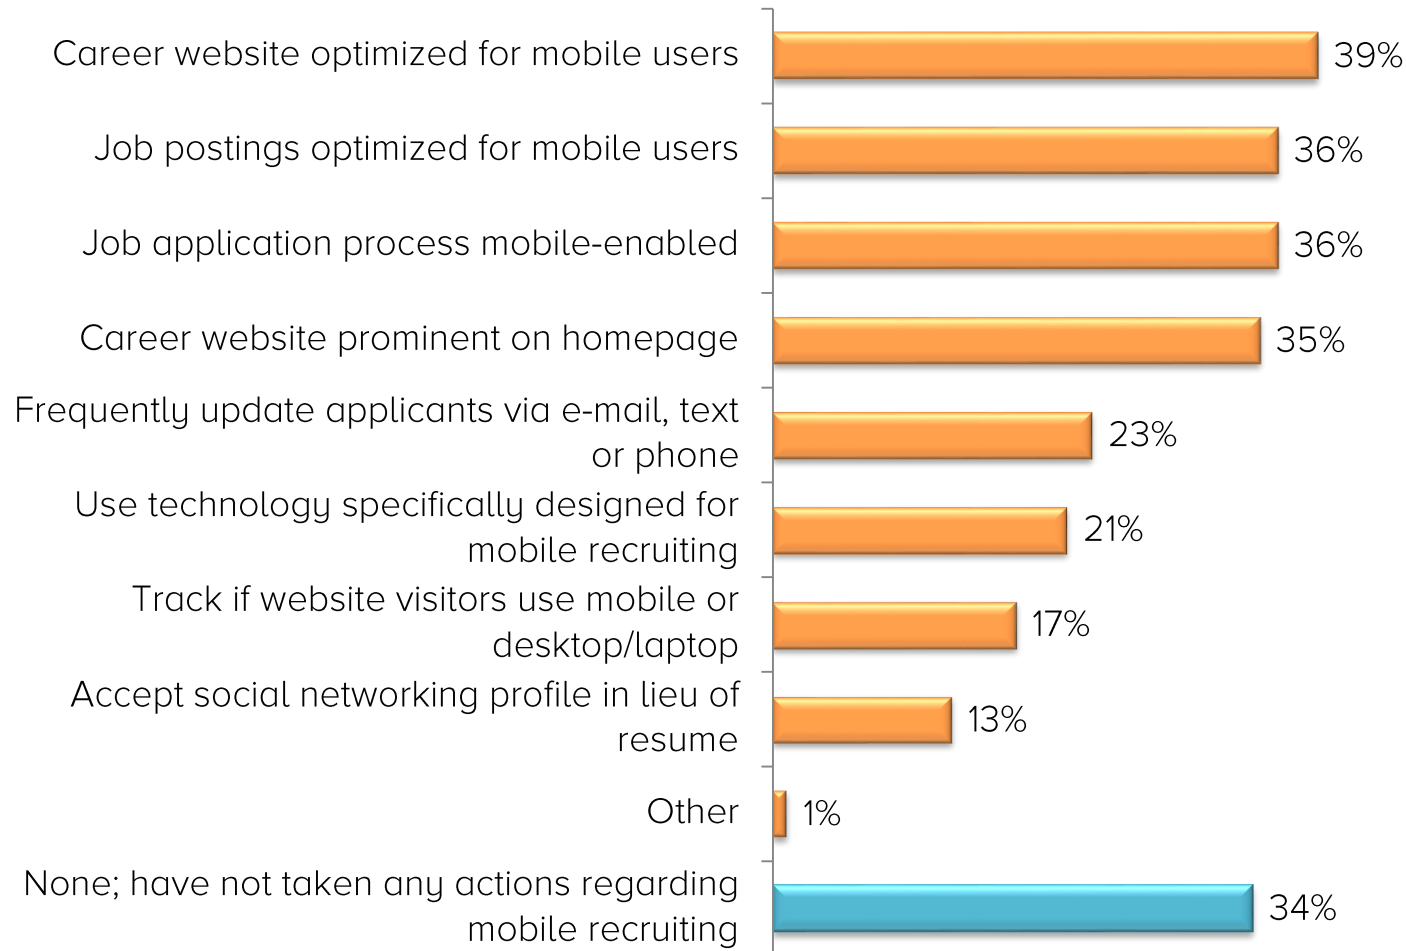 Career website optimized for mobile users 39%
Job postings optimized for mobile users 36%
Job application process mobile-enabled 36%
Career website prominent on homepage 35%
Frequently update applicants via e-mail, text
or phone 23%
Use technology specifically designed for
mobile recruiting 21%
Track if website visitors use mobile or
desktop/laptop 17%
Accept social networking profile in lieu of
resume 13%
Other 1%
None; have not taken any actions regarding
mobile recruiting 34%